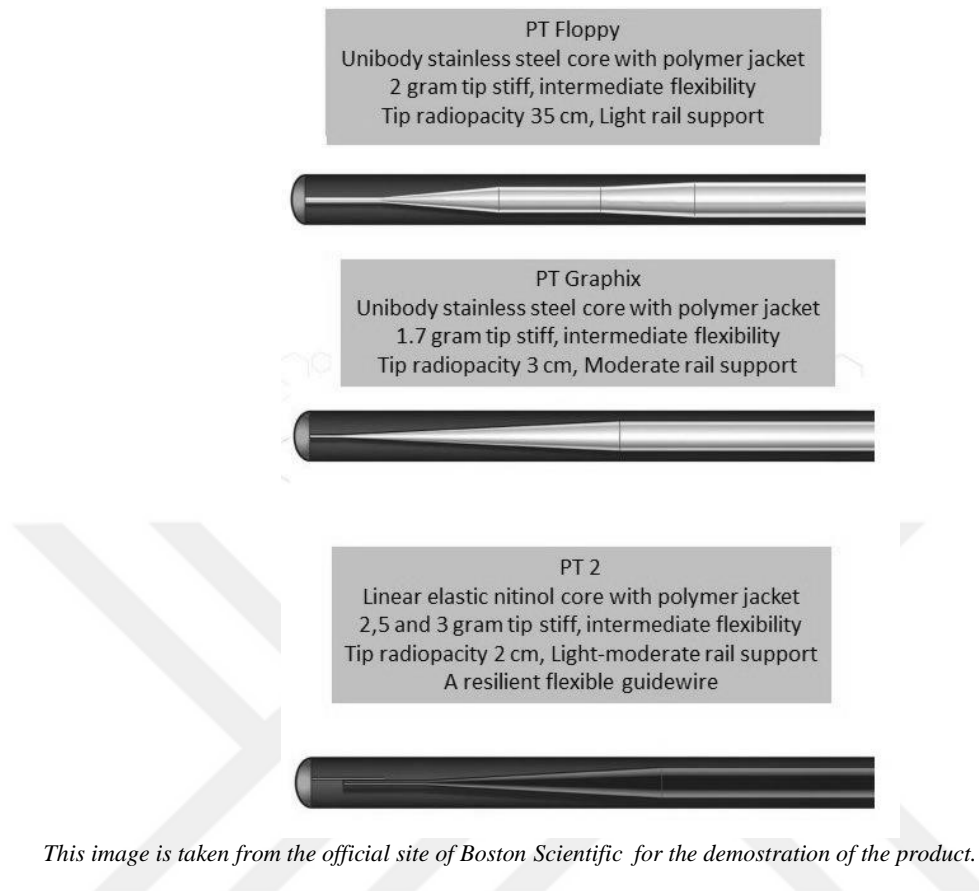 PT Floppy
Unibody stainless steel core with polymer jacket
2 gram tip stiff, intermediate flexibility
Tip radiopacity 35 cm, Light rail support
PT Graphix
Unibody stainless steel core with polymer jacket
1.7 gram tip stiff, intermediate flexibility
Tip radiopacity 3 cm, Moderate rail support
PT 2
Linear elastic nitinol core with polymer jacket
2,5 and 3 gram tip stiff, intermediate flexibility
Tip radiopacity 2 cm, Light-moderate rail support
A resilient flexible guidewire
This image is taken from the official site of Boston Scientific for the demostration of the product.